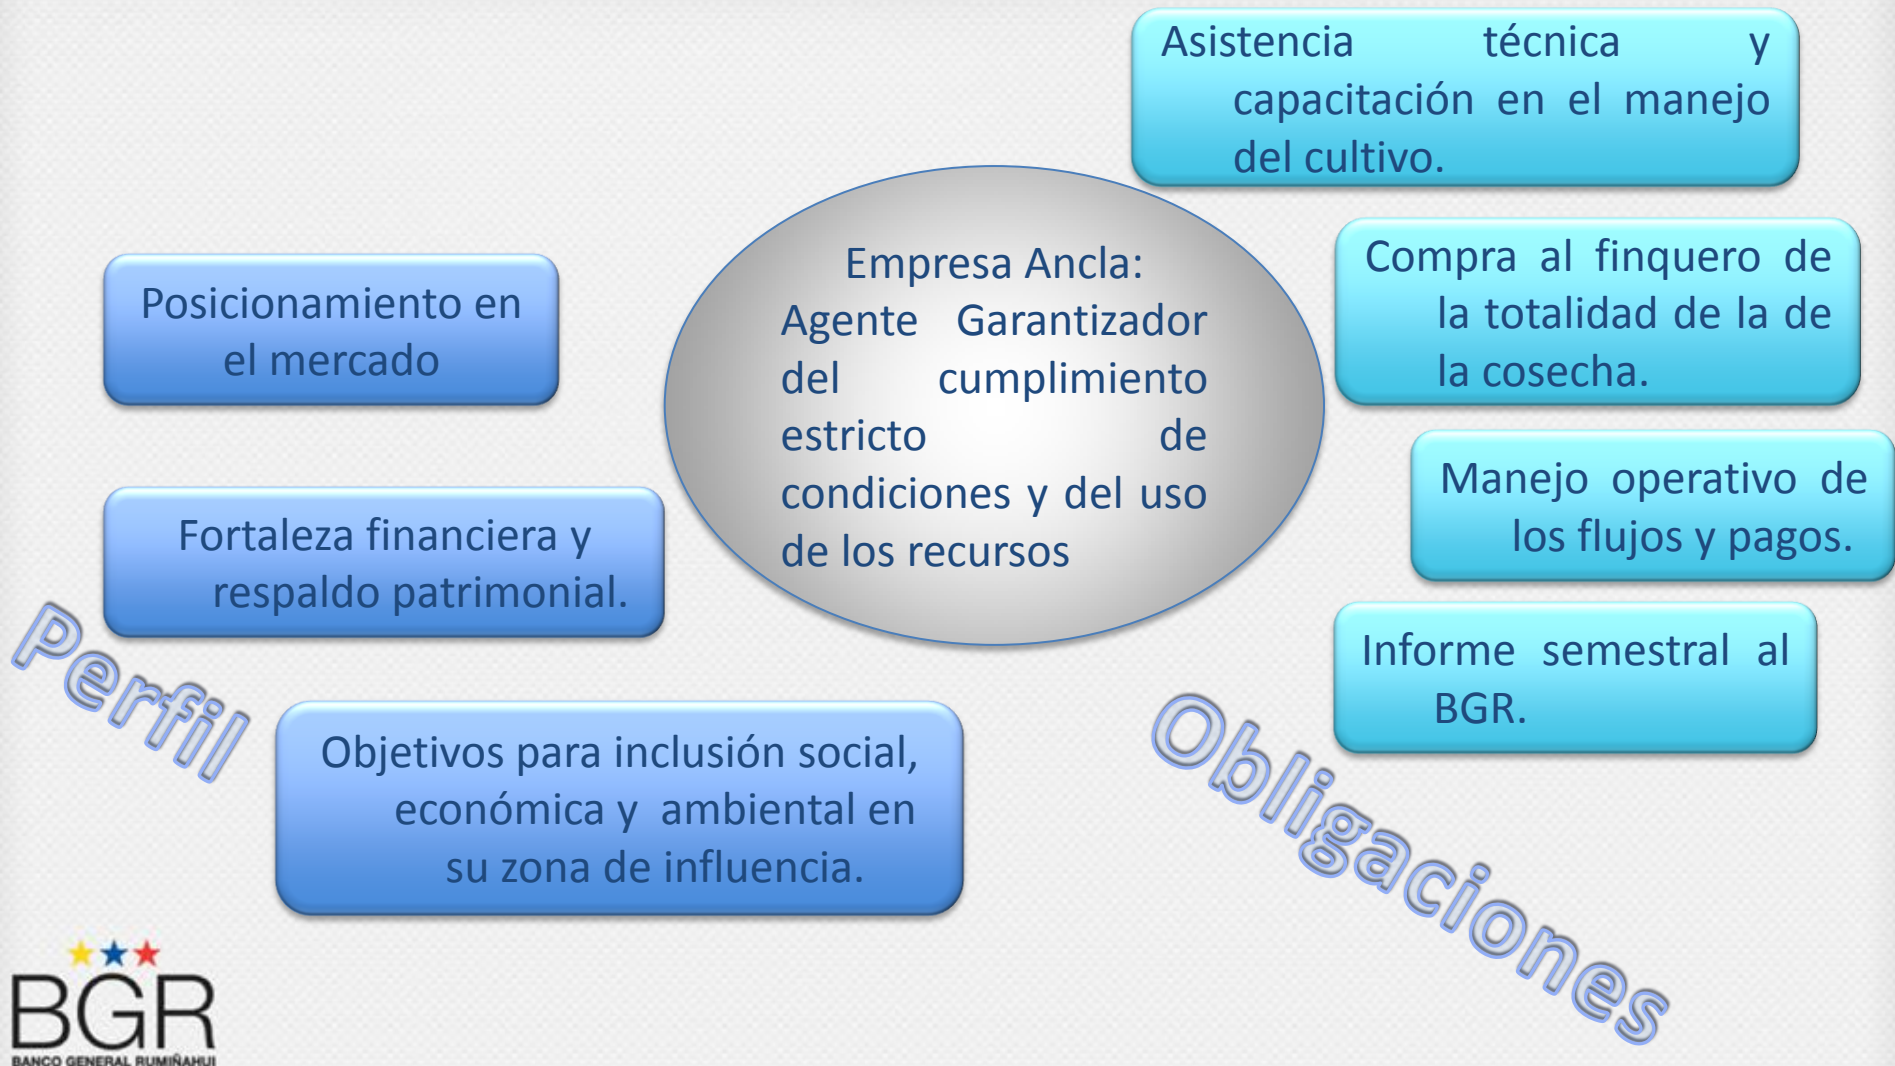 Asistencia técnica y
capacitación en el manejo
del cultivo.
Empresa Ancla:
Agente Garantizador
del cumplimiento
estricto de
condiciones y del uso
de los recursos
Compra al finquero de
la totalidad de la de
la cosecha.
Posicionamiento en
el mercado
Manejo operativo de
los flujos y pagos.
Fortaleza financiera y
respaldo patrimonial.
Informe semestral al
BGR.
Perfil
Objetivos para inclusión social,
económica y ambiental en
su zona de influencia.
Obligaciones
BGR
BANCO GENERAL RUMIÑAHUI